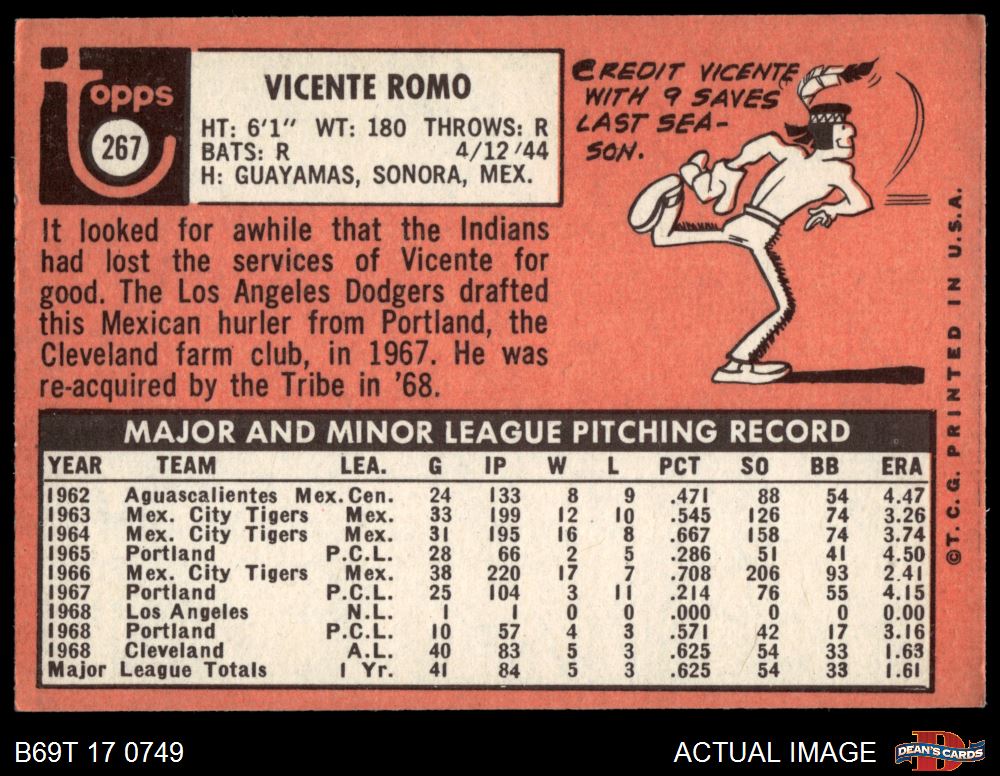 topps
267
VICENTE ROMO
HT: 6'1" WT: 180 THROWS: R
BATS: R 4/12/'44
H: GUAYAMAS, SONORA, MEX.
CREDIT VICENTE
WITH 9 SAVES
LAST SEA-
SON.
It looked for awhile that the Indians
had lost the services of Vicente for
good. The Los Angeles Dodgers drafted
this Mexican hurler from Portland, the
Cleveland farm club, in 1967. He was
re-acquired by the Tribe in '68.
©T.C.G. PRINTED IN U.S.A.
MAJOR AND MINOR LEAGUE PITCHING RECORD
YEAR TEAM LEA. G IP W L PCT SO BB ERA
1962 Aguascalientes Mex. Cen. 24 133 8 9 .471 88 54 4.47
1963 Mex. City Tigers Mex. 33 199 12 10 .545 126 74 3.26
1964 Mex. City Tigers Mex. 31 195 16 8 .667 158 74 3.74
1965 Portland P.C.L. 28 66 2 5 .286 51 41 4.50
1966 Mex. City Tigers Mex. 38 220 17 7 .708 206 93 2.41
1967 Portland P.C.L. 25 104 3 11 .214 76 55 4.15
1968 Los Angeles N.L. 1 1 0 0 .000 0 0 0.00
1968 Portland P.C.L. 10 57 4 3 .571 42 17 3.16
1968 Cleveland A.L. 40 83 5 3 .625 54 33 1.63
Major League Totals 1 Yr. 41 84 5 3 .625 54 33 1.61
B69T 17 0749
ACTUAL IMAGE
D
DEAN'S CARDS